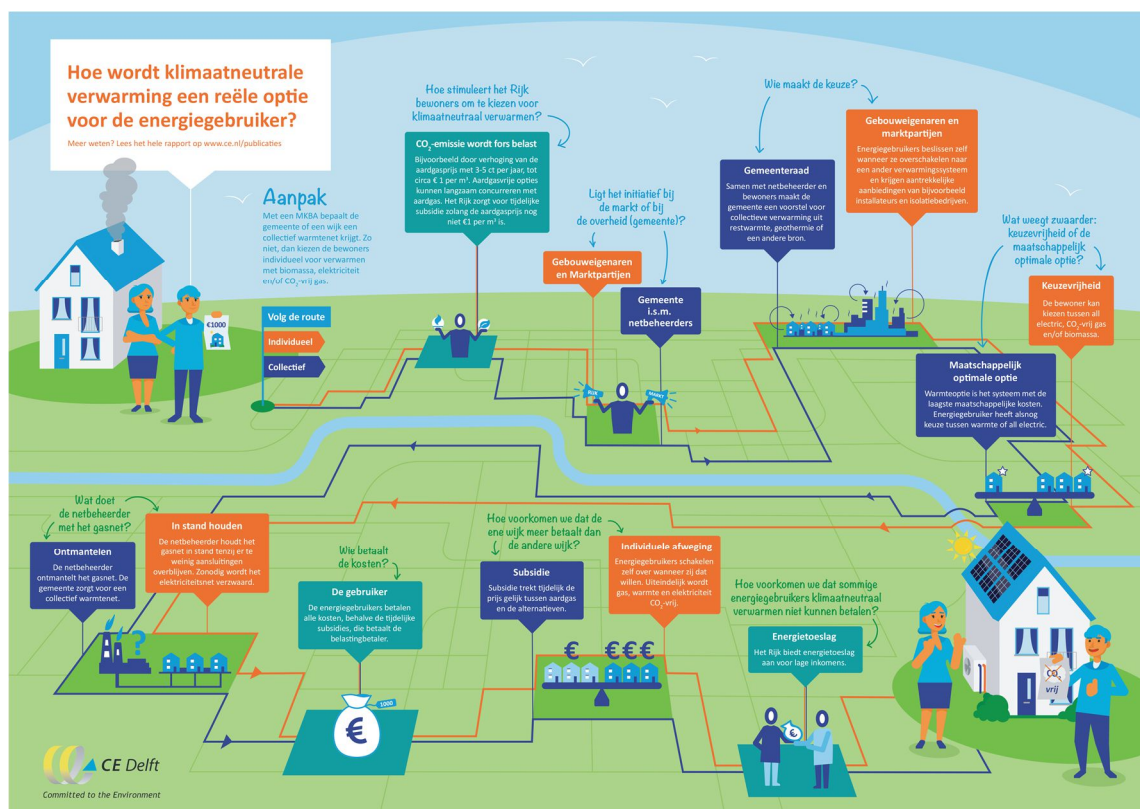 Hoe wordt klimaatneutrale
verwarming een reële optie
voor de energiegebruiker?
Meer weten? Lees het hele rapport op www.ce.nl/publicaties
Aanpak
Met een MKBA bepaalt de
gemeente of een wijk een
collectief warmtenet krijgt. Zo
niet, dan kiezen de bewoners
individueel voor verwarmen
met biomassa, elektriciteit
en/of CO₂-vrij gas.
€1000
Volg de route
Individueel
Collectief
Hoe stimuleert het Rijk
bewoners om te kiezen voor
klimaatneutraal verwarmen?
CO₂-emissie wordt fors belast
Bijvoorbeeld door verhoging van de
aardgasprijs met 3-5 ct per jaar, tot
circa € 1 per m³. Aardgasvrije opties
kunnen langzaam concurreren met
aardgas. Het Rijk zorgt voor tijdelijke
subsidie zolang de aardgasprijs nog
niet €1 per m³ is.
Ligt het initiatief bij
de markt of bij
de overheid (gemeente)?
Gebouweigenaren
en Marktpartijen
Gemeente
i.s.m.
netbeheerders
RIJK
MARKT
Wie maakt de keuze?
Gemeenteraad
Samen met netbeheerder en
bewoners maakt de
gemeente een voorstel voor
collectieve verwarming uit
restwarmte, geothermie of
een andere bron.
Gebouweigenaren en
marktpartijen
Energiegebruikers beslissen zelf
wanneer ze overschakelen naar
een ander verwarmingssysteem
en krijgen aantrekkelijke
aanbiedingen van bijvoorbeeld
installateurs en isolatiebedrijven.
Wat weegt zwaarder:
keuzevrijheid of de
maatschappelijk
optimale optie?
Keuzevrijheid
De bewoner kan
kiezen tussen all
electric, CO₂-vrij gas
en/of biomassa.
Maatschappelijk
optimale optie
Warmteoptie is het systeem met de
laagste maatschappelijke kosten.
Energiegebruiker heeft alsnog
keuze tussen warmte of all electric.
Wat doet
de netbeheerder
met het gasnet?
Ontmantelen
De netbeheerder
ontmantelt het gasnet. De
gemeente zorgt voor een
collectief warmtenet.
In stand houden
De netbeheerder houdt het
gasnet in stand tenzij er te
weinig aansluitingen
overblijven. Zonodig wordt het
elektriciteitsnet verzwaard.
?
Wie betaalt
de kosten?
De gebruiker
De energiegebruikers betalen
alle kosten, behalve de tijdelijke
subsidies, die betaalt de
belastingbetaler.
1000
€
Hoe voorkomen we dat de
ene wijk meer betaalt dan
de andere wijk?
Subsidie
Subsidie trekt tijdelijk de
prijs gelijk tussen aardgas
en de alternatieven.
Individuele afweging
Energiegebruikers schakelen
zelf over wanneer zij dat
willen. Uiteindelijk wordt
gas, warmte en elektriciteit
CO₂-vrij.
€ €€€
Hoe voorkomen we dat sommige
energiegebruikers klimaatneutraal
verwarmen niet kunnen betalen?
Energietoeslag
Het Rijk biedt energietoeslag
aan voor lage inkomens.
€
CO₂
vrij
CE Delft
Committed to the Environment